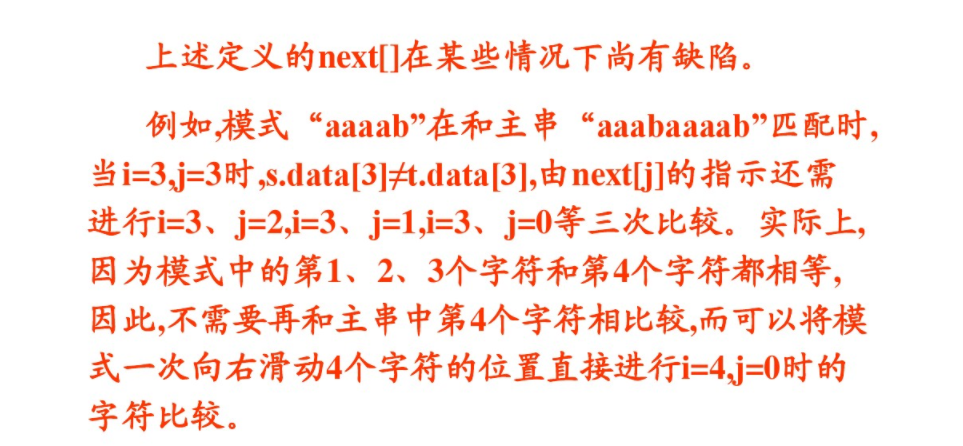 上述定义的next[]在某些情况下尚有缺陷。
例如,模式“aaaab”在和主串“aaabaaaab”匹配时,
当i=3,j=3时,s.data[3]≠t.data[3],由next[j]的指示还需
进行i=3、j=2,i=3、j=1,i=3、j=0等三次比较。实际上,
因为模式中的第1、2、3个字符和第4个字符都相等,
因此,不需要再和主串中第4个字符相比较,而可以将模
式一次向右滑动4个字符的位置直接进行i=4,j=0时的
字符比较。